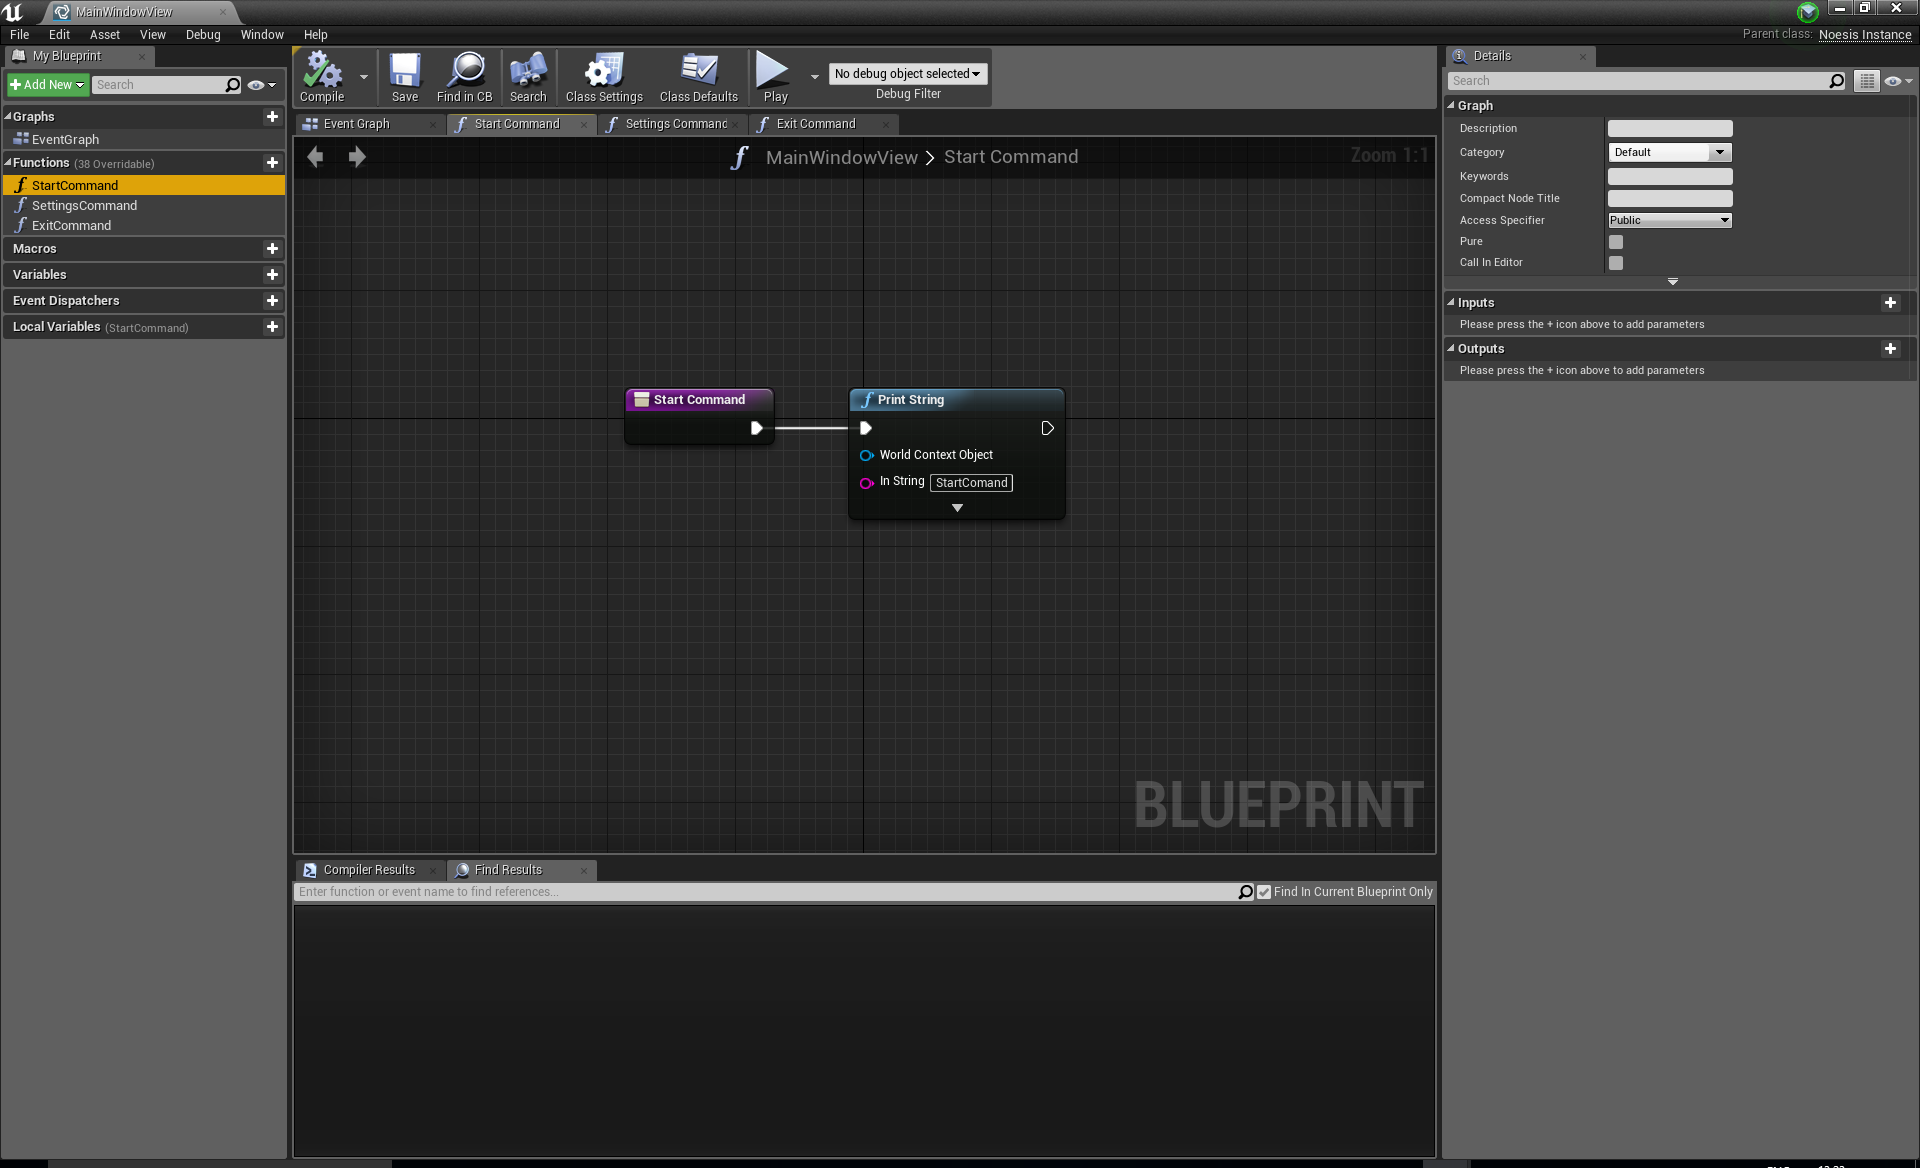 MainWindowView
File Edit Asset View Debug Window Help
Parent class: Noesis Instance
My Blueprint
Add New
Search
Graphs
EventGraph
Functions (38 Overridable)
StartCommand
SettingsCommand
ExitCommand
Macros
Variables
Event Dispatchers
Local Variables (StartCommand)
Compile
Save
Find in CB
Search
Class Settings
Class Defaults
Play
No debug object selected
Debug Filter
Event Graph
Start Command
Settings Command
Exit Command
MainWindowView > Start Command
Zoom 1:1
Start Command
Print String
World Context Object
In String StartComand
BLUEPRINT
Compiler Results
Find Results
Enter function or event name to find references...
Find In Current Blueprint Only
Details
Search
Graph
Description
Category Default
Keywords
Compact Node Title
Access Specifier Public
Pure
Call In Editor
Inputs
Please press the + icon above to add parameters
Outputs
Please press the + icon above to add parameters